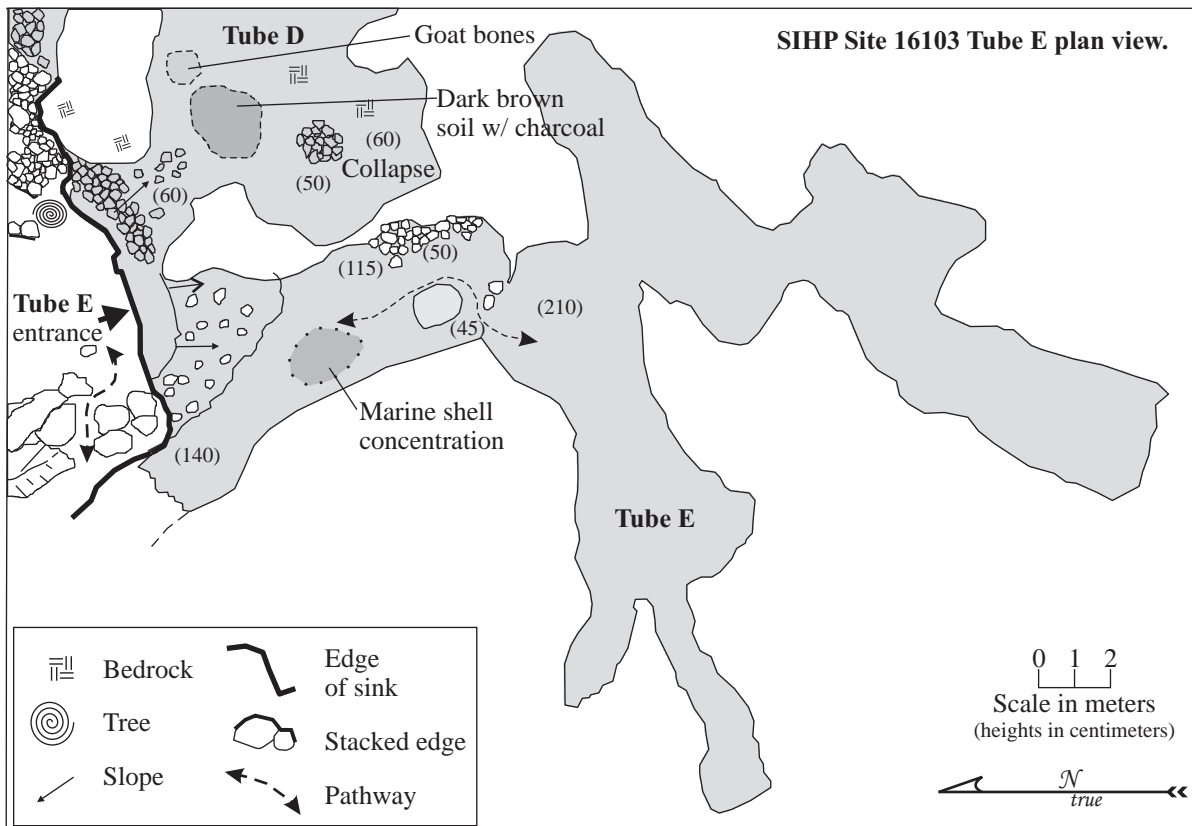 SIHP Site 16103 Tube E plan view.
Tube D
Goat bones
Dark brown
soil w/ charcoal
(60)
Collapse
(50)
(60)
(50)
(115)
Tube E
entrance
(210)
(45)
Marine shell
concentration
(140)
Tube E
Bedrock
Edge
of sink
Tree
Stacked edge
Slope
Pathway
0 1 2
Scale in meters
(heights in centimeters)
N
true